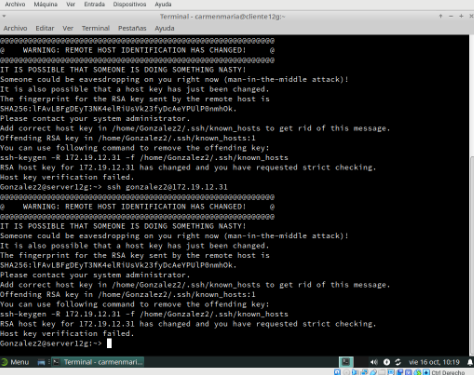 Archivo Máquina Ver Entrada Dispositivos Ayuda
Terminal - carmenmaria@cliente12g:~
Archivo Editar Ver Terminal Pestañas Ayuda
@@@@@@@@@@@@@@@@@@@@@@@@@@@@@@@@@@@@@@@@@@@@@@@@@@@@@@@@@@@
@ WARNING: REMOTE HOST IDENTIFICATION HAS CHANGED! @
@@@@@@@@@@@@@@@@@@@@@@@@@@@@@@@@@@@@@@@@@@@@@@@@@@@@@@@@@@@
IT IS POSSIBLE THAT SOMEONE IS DOING SOMETHING NASTY!
Someone could be eavesdropping on you right now (man-in-the-middle attack)!
It is also possible that a host key has just been changed.
The fingerprint for the RSA key sent by the remote host is
SHA256:lFAvLBFgDEyT3NK4elRiUsVk23fyDcAeYPUlP0nmhOk.
Please contact your system administrator.
Add correct host key in /home/Gonzalez2/.ssh/known_hosts to get rid of this message.
Offending RSA key in /home/Gonzalez2/.ssh/known_hosts:1
You can use following command to remove the offending key:
ssh-keygen -R 172.19.12.31 -f /home/Gonzalez2/.ssh/known_hosts
RSA host key for 172.19.12.31 has changed and you have requested strict checking.
Host key verification failed.
Gonzalez2@server12g:~> ssh gonzalez2@172.19.12.31
@@@@@@@@@@@@@@@@@@@@@@@@@@@@@@@@@@@@@@@@@@@@@@@@@@@@@@@@@@@
@ WARNING: REMOTE HOST IDENTIFICATION HAS CHANGED! @
@@@@@@@@@@@@@@@@@@@@@@@@@@@@@@@@@@@@@@@@@@@@@@@@@@@@@@@@@@@
IT IS POSSIBLE THAT SOMEONE IS DOING SOMETHING NASTY!
Someone could be eavesdropping on you right now (man-in-the-middle attack)!
It is also possible that a host key has just been changed.
The fingerprint for the RSA key sent by the remote host is
SHA256:lFAvLBFgDEyT3NK4elRiUsVk23fyDcAeYPUlP0nmhOk.
Please contact your system administrator.
Add correct host key in /home/Gonzalez2/.ssh/known_hosts to get rid of this message.
Offending RSA key in /home/Gonzalez2/.ssh/known_hosts:1
You can use following command to remove the offending key:
ssh-keygen -R 172.19.12.31 -f /home/Gonzalez2/.ssh/known_hosts
RSA host key for 172.19.12.31 has changed and you have requested strict checking.
Host key verification failed.
Gonzalez2@server12g:~>
Menu Terminal - carmenmari... vie 16 oct, 10:19
Ctrl Derecho